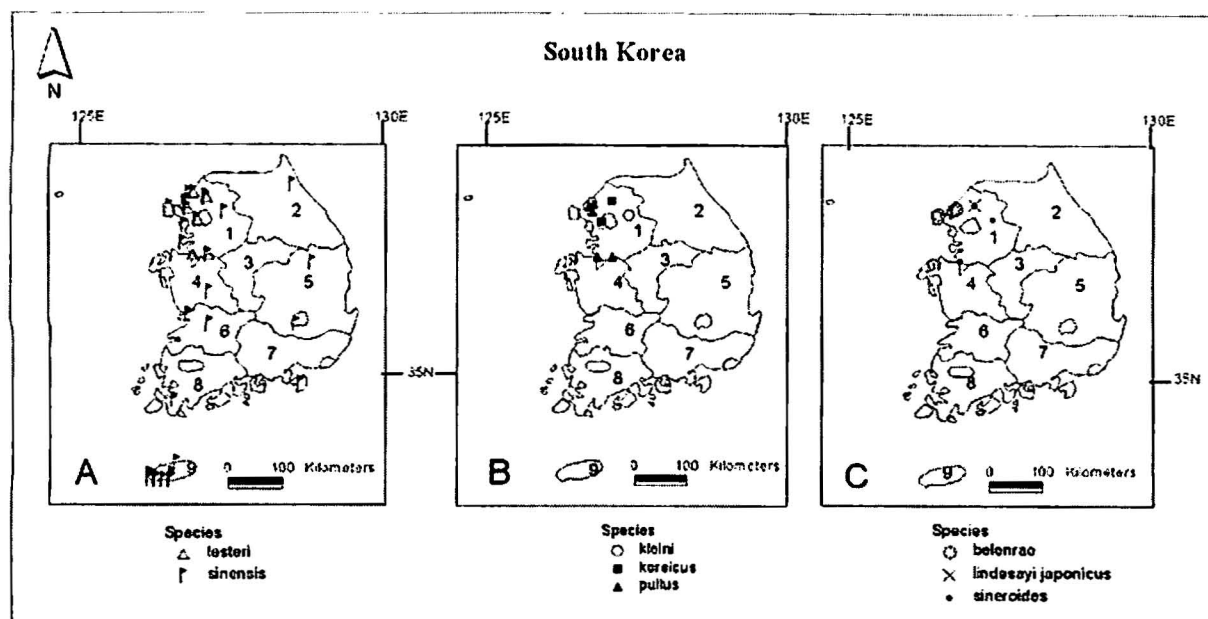 South Korea
N
125E 130E 125E 130E 125E 130E
2 2 2
1 1 1
3 3 3
4 5 4 5 4 5
6 6 6
7 7 7
8 35N 8 8 35N
A 9 0 100 Kilometers B 9 0 100 Kilometers C 9 0 100 Kilometers
Species
lesteri
sinensis
Species
kleini
koreicus
pullus
Species
belenrae
lindesayi japonicus
sineroides